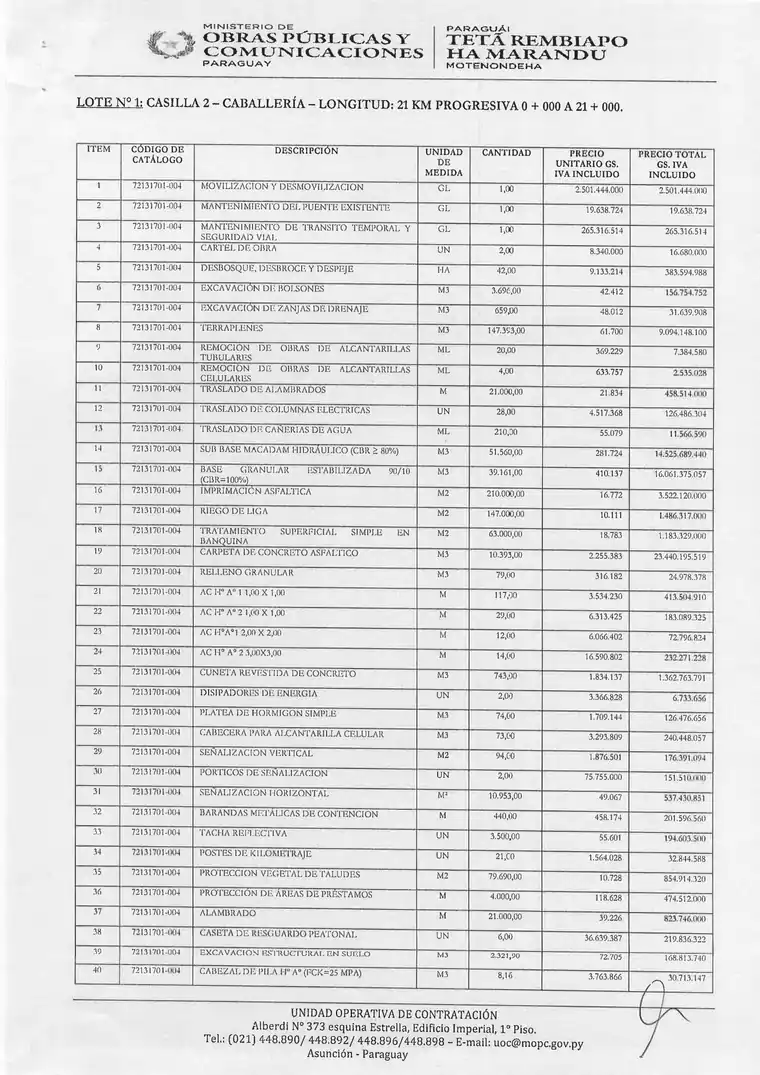 MINISTERIO DE
OBRAS PÚBLICAS Y
COMUNICACIONES
PARAGUAY
PARAGUÁI
TETÃ REMBIAPO
HA MARANDU
MOTENONDEHA
LOTE Nº 1: CASILLA 2 – CABALLERÍA – LONGITUD: 21 KM PROGRESIVA 0 + 000 A 21 + 000.
ITEM CÓDIGO DE CATÁLOGO DESCRIPCIÓN UNIDAD DE MEDIDA CANTIDAD PRECIO UNITARIO GS. IVA INCLUIDO PRECIO TOTAL GS. IVA INCLUIDO
1 72131701-004 MOVILIZACION Y DESMOVILIZACION GL 1,00 2.501.444.000 2.501.444.000
2 72131701-004 MANTENIMIENTO DEL PUENTE EXISTENTE GL 1,00 19.638.724 19.638.724
3 72131701-004 MANTENIMIENTO DE TRANSITO TEMPORAL Y SEGURIDAD VIAL GL 1,00 265.316.514 265.316.514
4 72131701-004 CARTEL DE OBRA UN 2,00 8.340.000 16.680.000
5 72131701-004 DESBOSQUE, DESBROCE Y DESPEJE HA 42,00 9.133.214 383.594.988
6 72131701-004 EXCAVACIÓN DE BOLSONES M3 3.696,00 42.412 156.754.752
7 72131701-004 EXCAVACIÓN DE ZANJAS DE DRENAJE M3 659,00 48.012 31.639.908
8 72131701-004 TERRAPLENES M3 147.393,00 61.700 9.094.148.100
9 72131701-004 REMOCION DE OBRAS DE ALCANTARILLAS TUBULARES ML 20,00 369.229 7.384.580
10 72131701-004 REMOCION DE OBRAS DE ALCANTARILLAS CELULARES ML 4,00 633.757 2.535.028
11 72131701-004 TRASLADO DE ALAMBRADOS M 21.000,00 21.834 458.514.000
12 72131701-004 TRASLADO DE COLUMNAS ELÉCTRICAS UN 28,00 4.517.368 126.486.304
13 72131701-004 TRASLADO DE CAÑERIAS DE AGUA ML 210,00 55.079 11.566.590
14 72131701-004 SUB BASE MACADAM HIDRÁULICO (CBR ≥ 80%) M3 51.560,00 281.724 14.525.689.440
15 72131701-004 BASE GRANULAR ESTABILIZADA 90/10 (CBR=100%) M3 39.161,00 410.137 16.061.375.057
16 72131701-004 IMPRIMACIÓN ASFALTICA M2 210.000,00 16.772 3.522.120.000
17 72131701-004 RIEGO DE LIGA M2 147.000,00 10.111 1.486.317.000
18 72131701-004 TRATAMIENTO SUPERFICIAL SIMPLE EN BANQUINA M2 63.000,00 18.783 1.183.329.000
19 72131701-004 CARPETA DE CONCRETO ASFALTICO M3 10.393,00 2.255.383 23.440.195.519
20 72131701-004 RELLENO GRANULAR M3 79,00 316.182 24.978.378
21 72131701-004 AC Hº Aº 1 1,00 X 1,00 M 117,00 3.534.230 413.504.910
22 72131701-004 AC Hº Aº 2 1,00 X 1,00 M 29,00 6.313.425 183.089.325
23 72131701-004 AC HºAº1 2,00 X 2,00 M 12,00 6.066.402 72.796.824
24 72131701-004 AC Hº Aº 2 3,00X3,00 M 14,00 16.590.802 232.271.228
25 72131701-004 CUNETA REVESTIDA DE CONCRETO M3 743,00 1.834.137 1.362.763.791
26 72131701-004 DISIPADORES DE ENERGIA UN 2,00 3.366.828 6.733.656
27 72131701-004 PLATEA DE HORMIGON SIMPLE M3 74,00 1.709.144 126.476.656
28 72131701-004 CABECERA PARA ALCANTARILLA CELULAR M3 73,00 3.293.809 240.448.057
29 72131701-004 SEÑALIZACION VERTICAL M2 94,00 1.876.501 176.391.094
30 72131701-004 PORTICOS DE SEÑALIZACION UN 2,00 75.755.000 151.510.000
31 72131701-004 SEÑALIZACION HORIZONTAL M² 10.953,00 49.067 537.430.851
32 72131701-004 BARANDAS METÁLICAS DE CONTENCION M 440,00 458.174 201.596.560
33 72131701-004 TACHA REFLECTIVA UN 3.500,00 55.601 194.603.500
34 72131701-004 POSTES DE KILOMETRAJE UN 21,00 1.564.028 32.844.588
35 72131701-004 PROTECCION VEGETAL DE TALUDES M2 79.690,00 10.728 854.914.320
36 72131701-004 PROTECCIÓN DE ÁREAS DE PRÉSTAMOS M 4.000,00 118.628 474.512.000
37 72131701-004 ALAMBRADO M 21.000,00 39.226 823.746.000
38 72131701-004 CASETA DE RESGUARDO PEATONAL UN 6,00 36.639.387 219.836.322
39 72131701-004 EXCAVACION ESTRUCTURAL EN SUELO M3 2.321,90 72.705 168.813.740
40 72131701-004 CABEZAL DE PILA Hº Aº (FCK=25 MPA) M3 8,16 3.763.866 30.713.147
UNIDAD OPERATIVA DE CONTRATACIÓN
Alberdi Nº 373 esquina Estrella, Edificio Imperial, 1º Piso.
Tel.: (021) 448.890/ 448.892/ 448.896/448.898 – E-mail: uoc@mopc.gov.py
Asunción - Paraguay